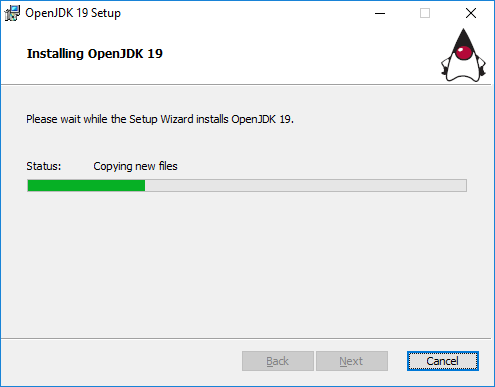 OpenJDK 19 Setup
Installing OpenJDK 19
Please wait while the Setup Wizard installs OpenJDK 19.
Status: Copying new files
Back Next Cancel